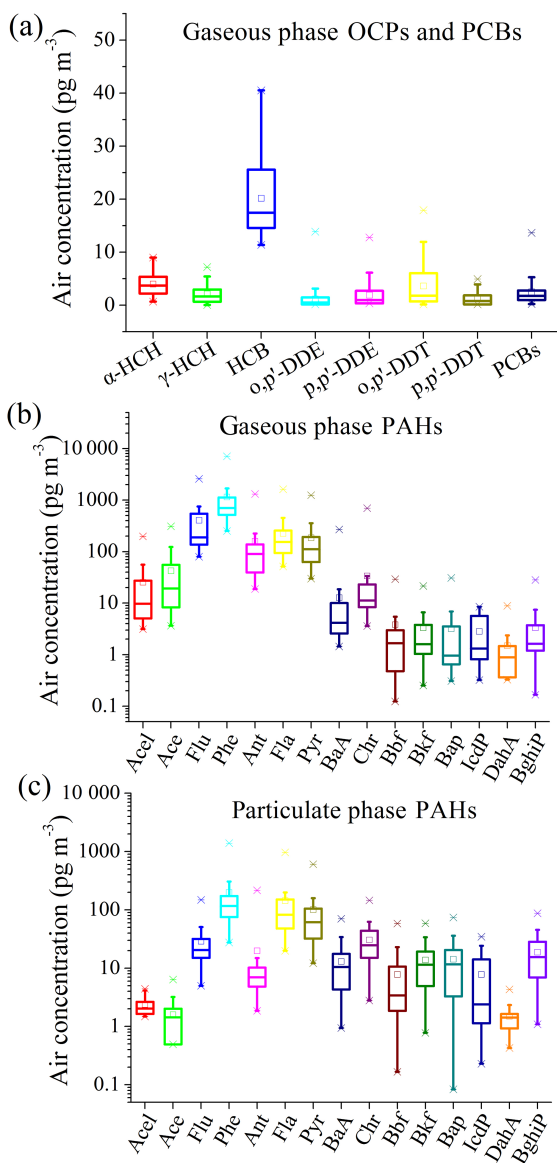 (a)
Gaseous phase OCPs and PCBs
Air concentration (pg m⁻³)
50
40
30
20
10
0
α-HCH
γ-HCH
HCB
o,p'-DDE
p,p'-DDE
o,p'-DDT
p,p'-DDT
PCBs
(b)
Gaseous phase PAHs
Air concentration (pg m⁻³)
10 000
1000
100
10
1
0.1
Acel
Ace
Flu
Phe
Ant
Fla
Pyr
BaA
Chr
Bbf
Bkf
Bap
IcdP
DahA
BghiP
(c)
Particulate phase PAHs
Air concentration (pg m⁻³)
10 000
1000
100
10
1
0.1
Acel
Ace
Flu
Phe
Ant
Fla
Pyr
BaA
Chr
Bbf
Bkf
Bap
IcdP
DahA
BghiP